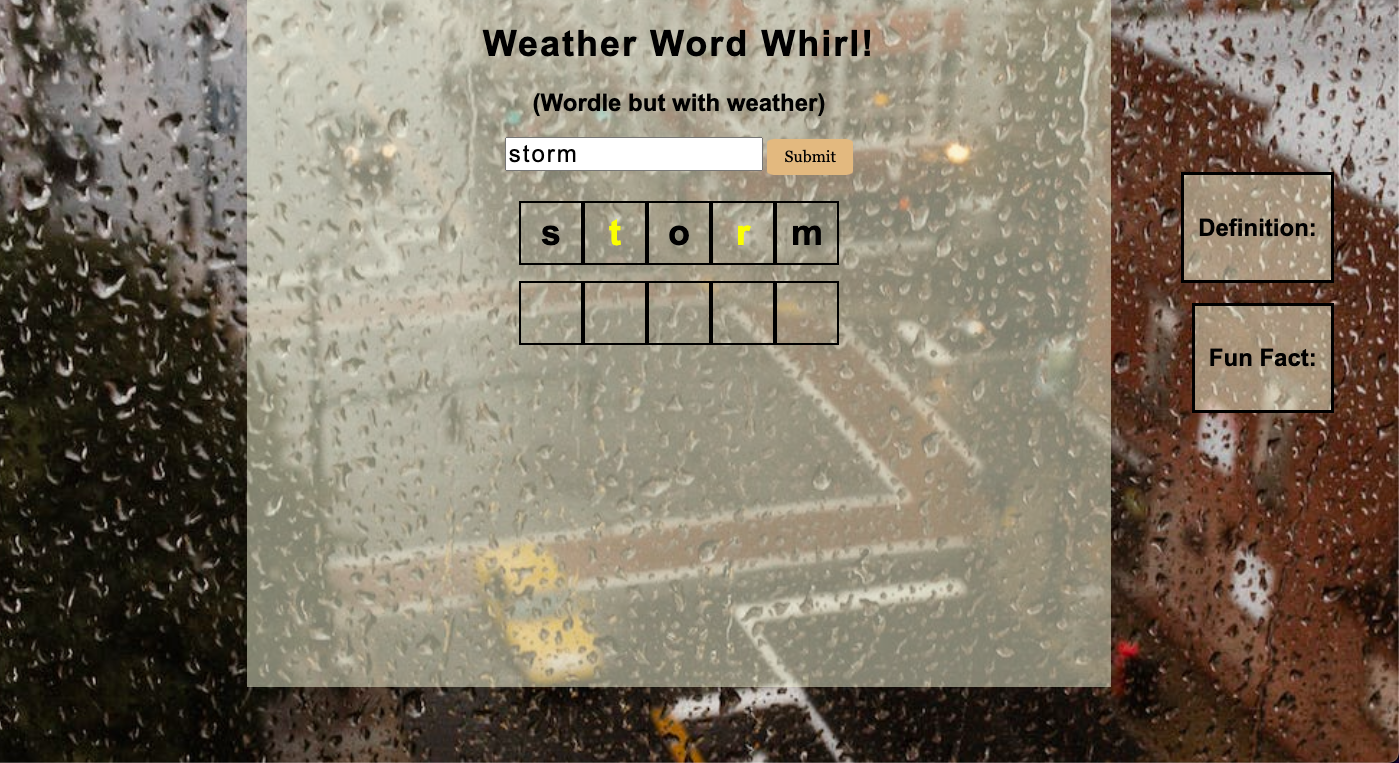 Weather Word Whirl!
(Wordle but with weather)
storm Submit
s t o r m
Definition:
Fun Fact: